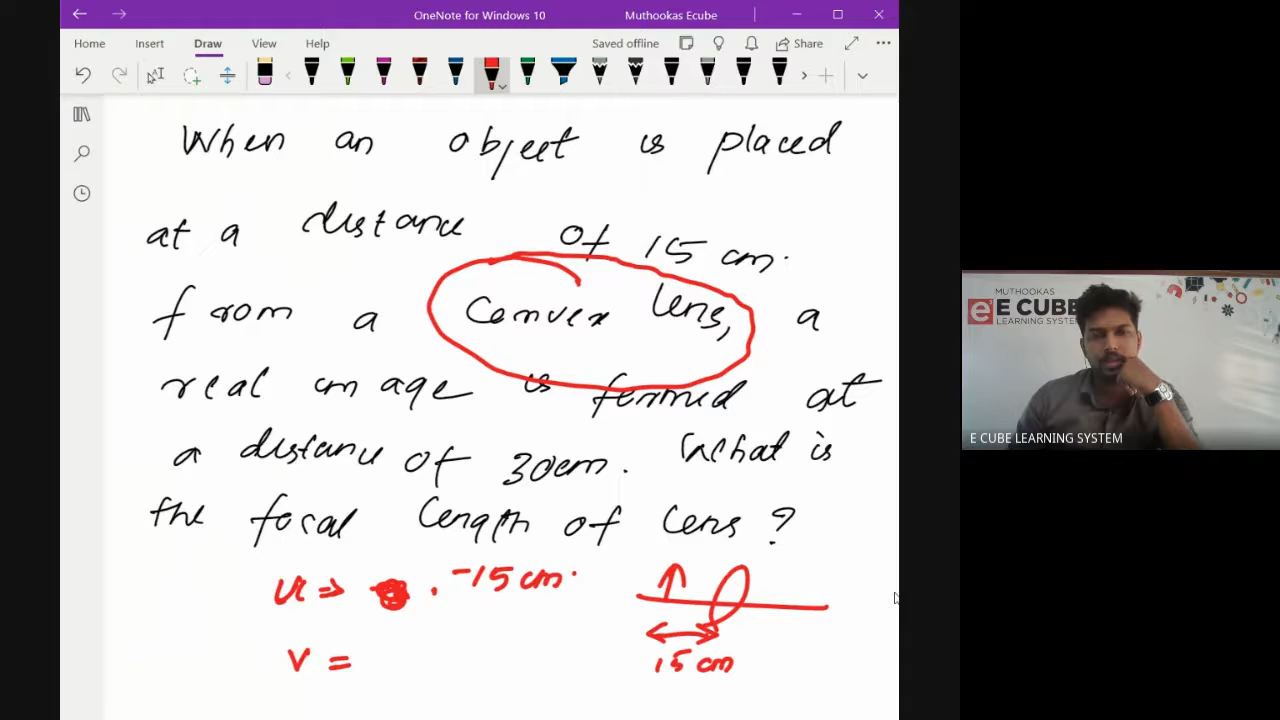 OneNote for Windows 10
Muthookas Ecube
Home Insert Draw View Help
Saved offline
Share
When an object is placed
at a distance of 15 cm.
from a Convex lens, a
real image is formed at
a distance of 30cm. What is
the focal length of lens?
u ⇒ . -15 cm.
v =
15 cm
MUTHOOKAS
E CUBE
LEARNING SYSTEM
E CUBE LEARNING SYSTEM